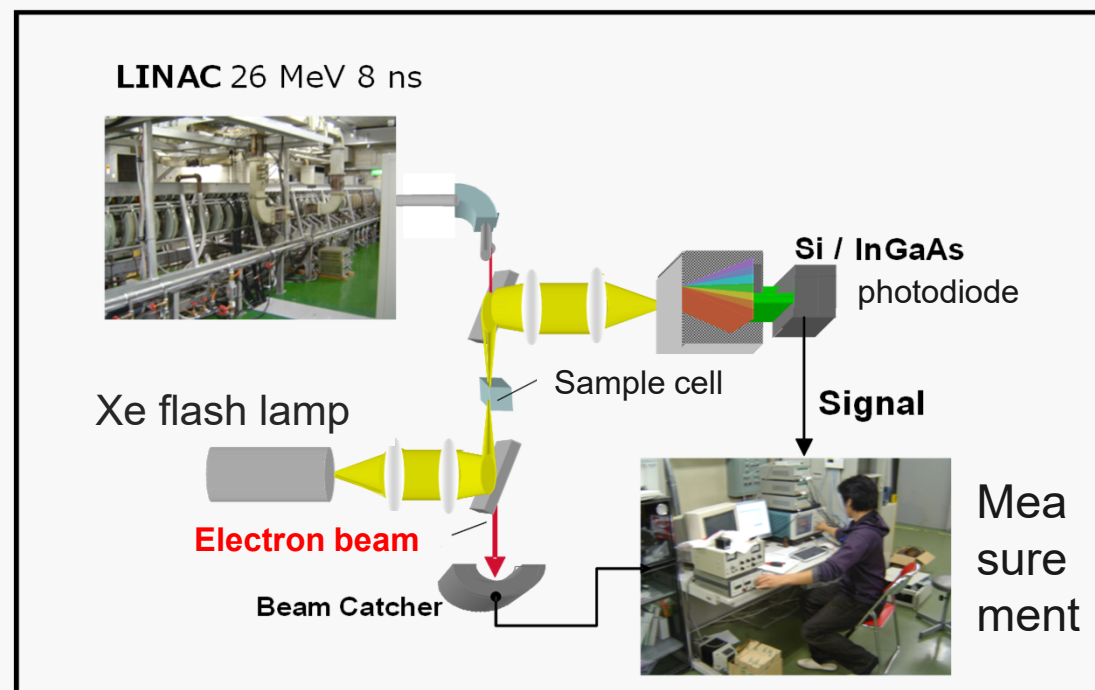 LINAC 26 MeV 8 ns
Si / InGaAs
photodiode
Sample cell
Xe flash lamp
Signal
Electron beam
Beam Catcher
Mea
sure
ment